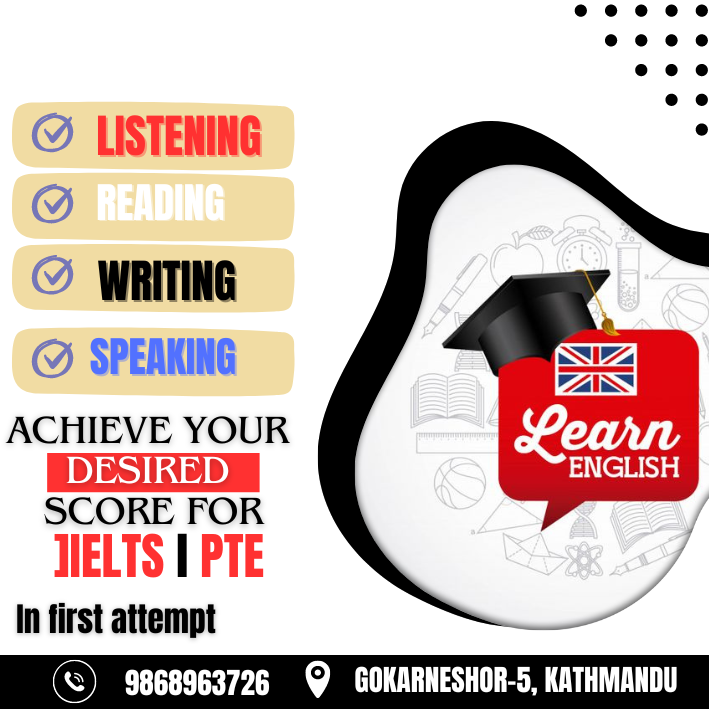 LISTENING
READING
WRITING
SPEAKING
ACHIEVE YOUR
DESIRED
SCORE FOR
IELTS | PTE
In first attempt
Learn
ENGLISH
9868963726
GOKARNESHOR-5, KATHMANDU